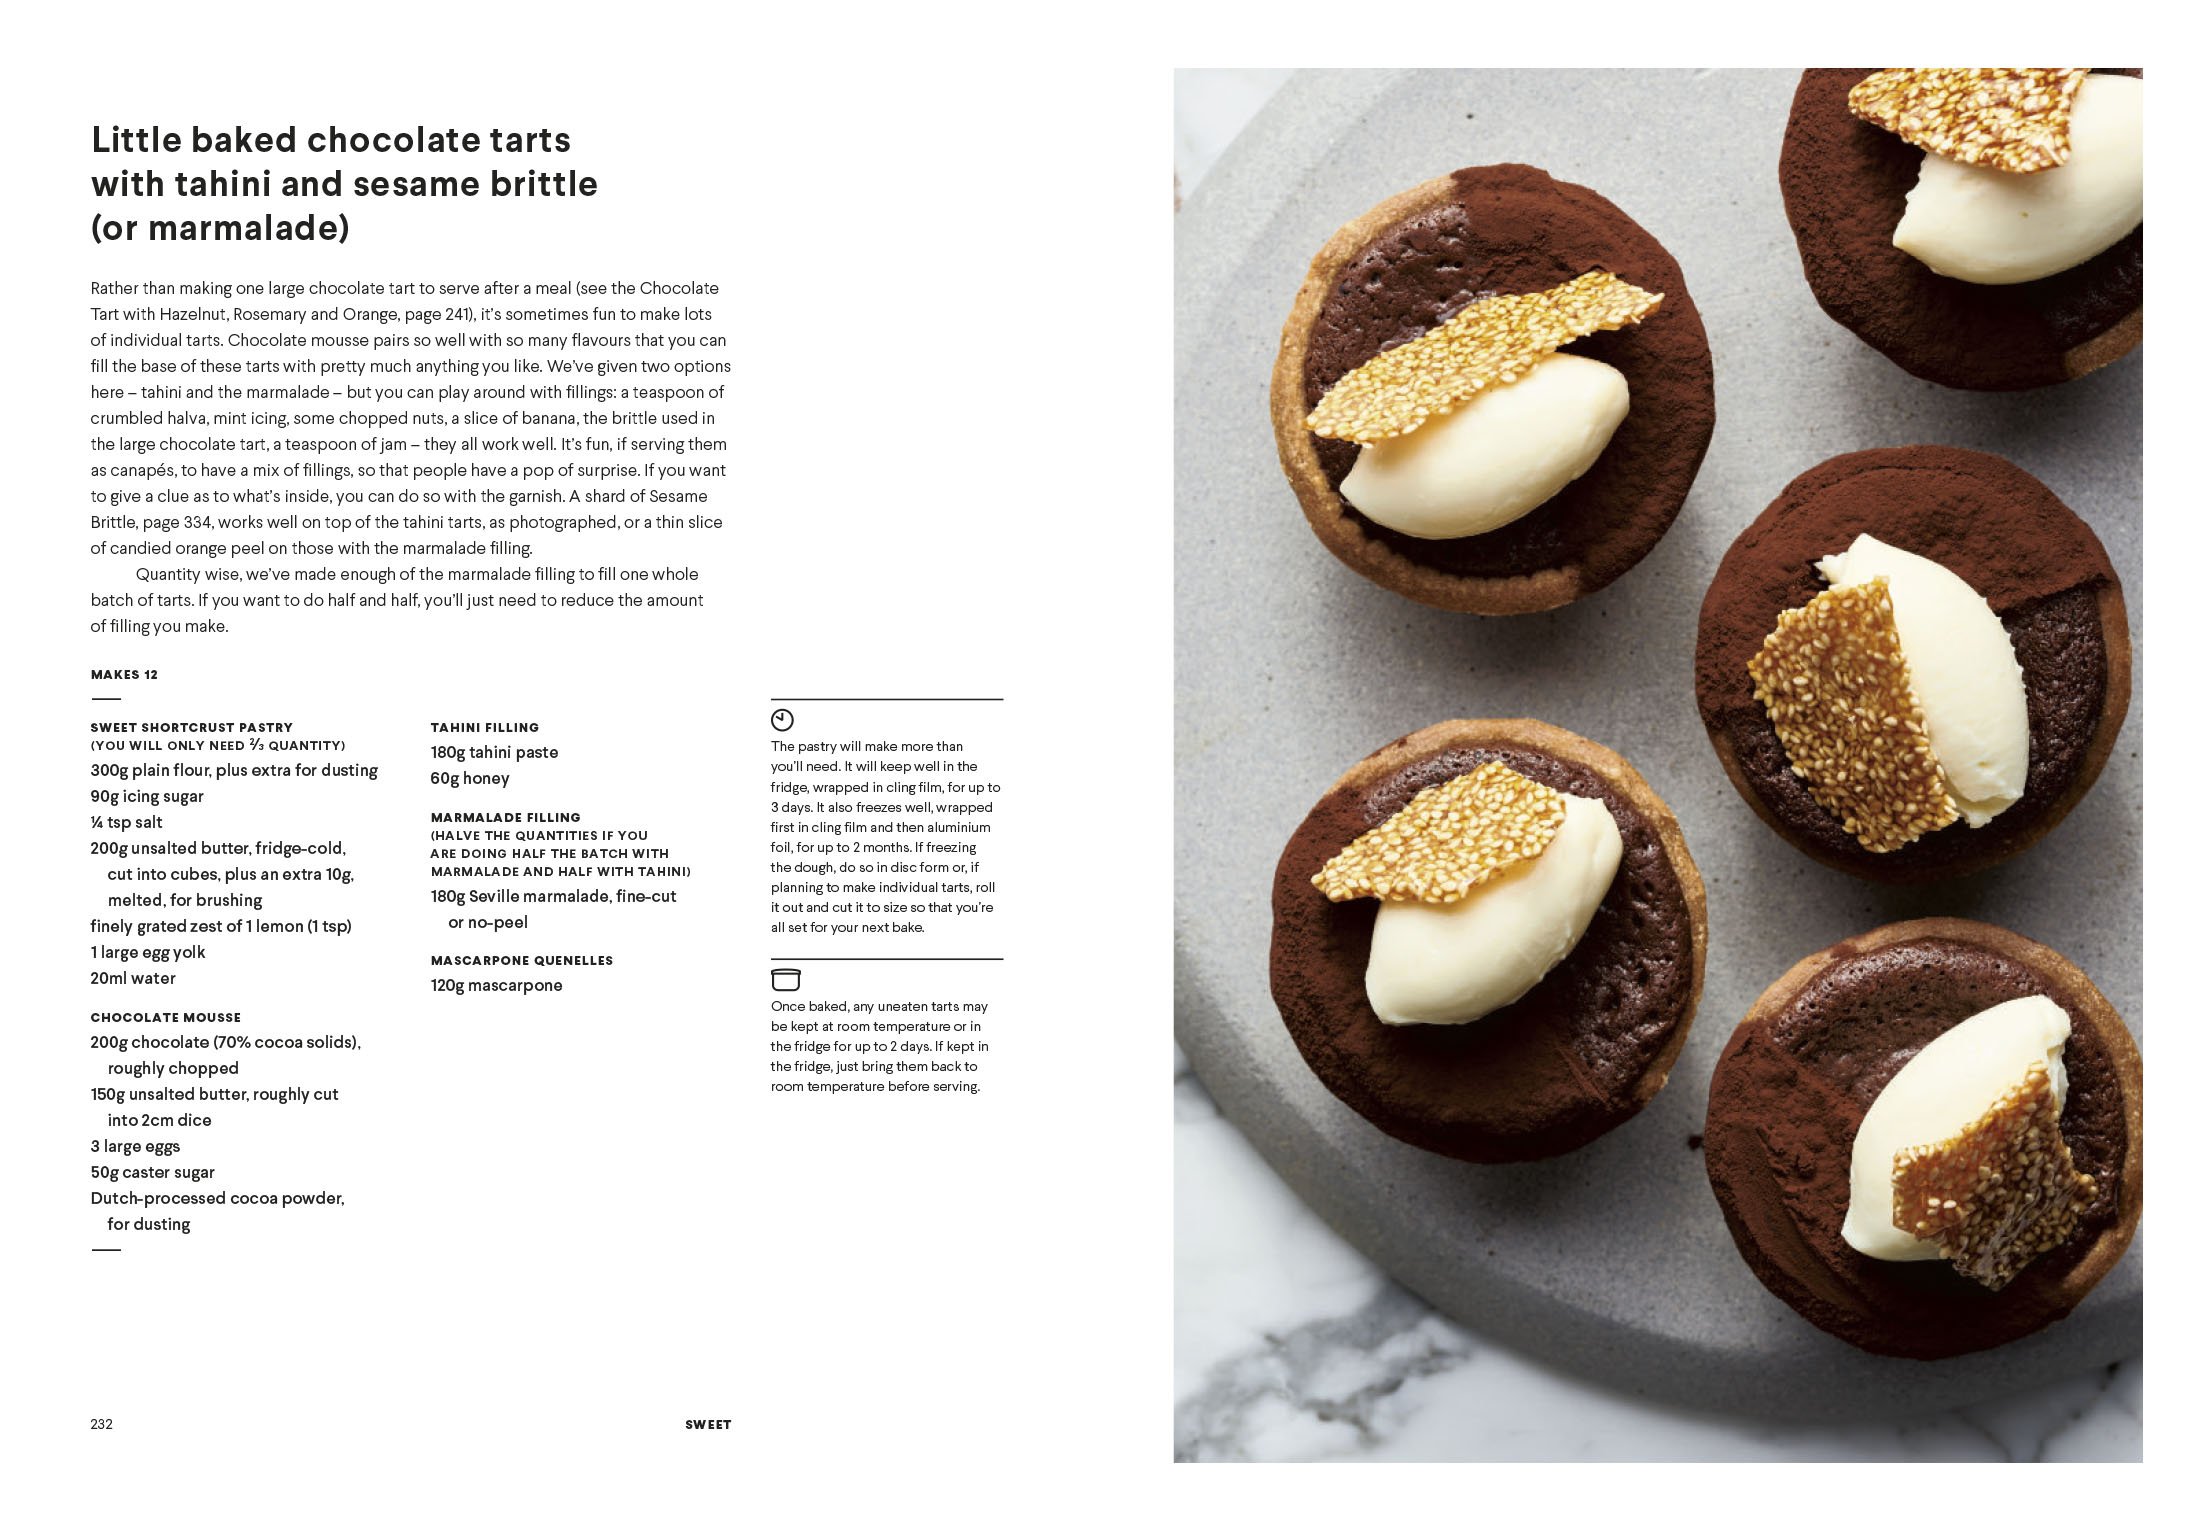 Little baked chocolate tarts
with tahini and sesame brittle
(or marmalade)
Rather than making one large chocolate tart to serve after a meal (see the Chocolate
Tart with Hazelnut, Rosemary and Orange, page 241), it’s sometimes fun to make lots
of individual tarts. Chocolate mousse pairs so well with so many flavours that you can
fill the base of these tarts with pretty much anything you like. We’ve given two options
here – tahini and the marmalade – but you can play around with fillings: a teaspoon of
crumbled halva, mint icing, some chopped nuts, a slice of banana, the brittle used in
the large chocolate tart, a teaspoon of jam – they all work well. It’s fun, if serving them
as canapés, to have a mix of fillings, so that people have a pop of surprise. If you want
to give a clue as to what’s inside, you can do so with the garnish. A shard of Sesame
Brittle, page 334, works well on top of the tahini tarts, as photographed, or a thin slice
of candied orange peel on those with the marmalade filling.
Quantity wise, we’ve made enough of the marmalade filling to fill one whole
batch of tarts. If you want to do half and half, you’ll just need to reduce the amount
of filling you make.
MAKES 12
SWEET SHORTCRUST PASTRY
(YOU WILL ONLY NEED ⅔ QUANTITY)
300g plain flour, plus extra for dusting
90g icing sugar
¼ tsp salt
200g unsalted butter, fridge-cold,
cut into cubes, plus an extra 10g,
melted, for brushing
finely grated zest of 1 lemon (1 tsp)
1 large egg yolk
20ml water
CHOCOLATE MOUSSE
200g chocolate (70% cocoa solids),
roughly chopped
150g unsalted butter, roughly cut
into 2cm dice
3 large eggs
50g caster sugar
Dutch-processed cocoa powder,
for dusting
TAHINI FILLING
180g tahini paste
60g honey
MARMALADE FILLING
(HALVE THE QUANTITIES IF YOU
ARE DOING HALF THE BATCH WITH
MARMALADE AND HALF WITH TAHINI)
180g Seville marmalade, fine-cut
or no-peel
MASCARPONE QUENELLES
120g mascarpone
The pastry will make more than
you’ll need. It will keep well in the
fridge, wrapped in cling film, for up to
3 days. It also freezes well, wrapped
first in cling film and then aluminium
foil, for up to 2 months. If freezing
the dough, do so in disc form or, if
planning to make individual tarts, roll
it out and cut it to size so that you’re
all set for your next bake.
Once baked, any uneaten tarts may
be kept at room temperature or in
the fridge for up to 2 days. If kept in
the fridge, just bring them back to
room temperature before serving.
232
SWEET